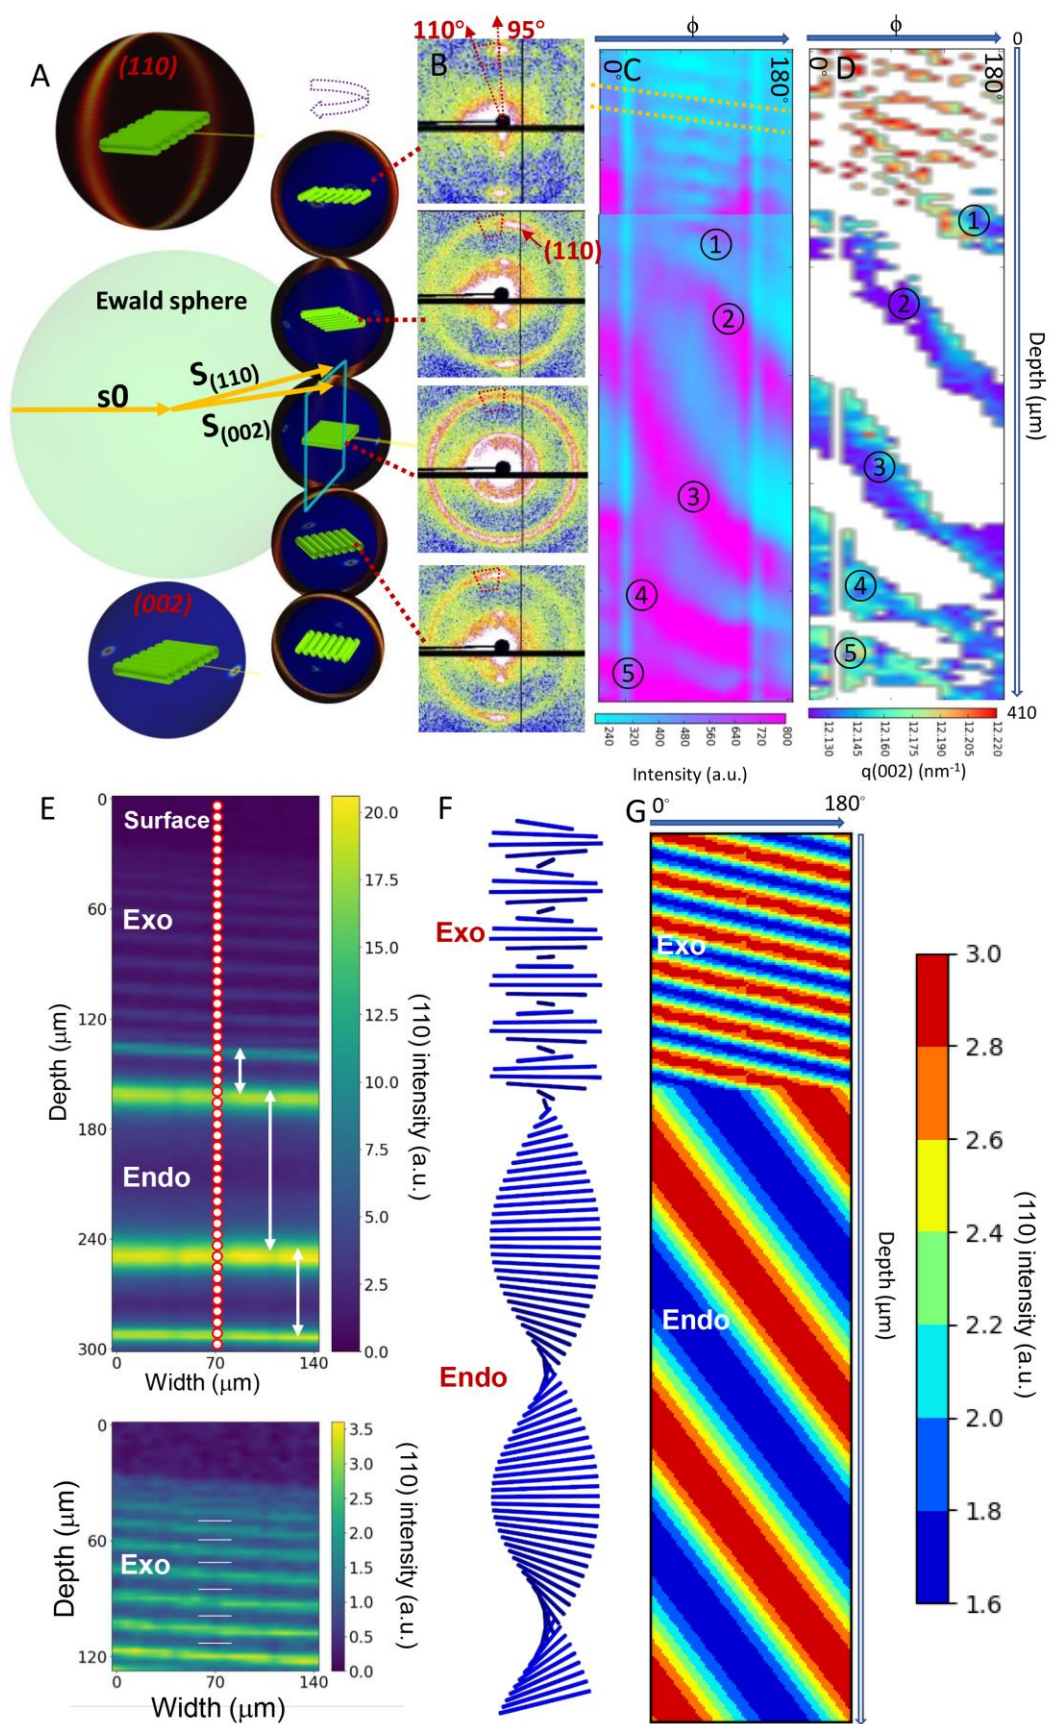 A
(110)
Ewald sphere
s0
S(110)
S(002)
(002)
B
110°
95°
(110)
C
ϕ
0°
180°
1
2
3
4
5
240
320
400
480
560
640
720
800
Intensity (a.u.)
D
ϕ
0°
180°
1
2
3
4
5
0
Depth (μm)
410
12.130
12.145
12.160
12.175
12.190
12.205
12.220
q(002) (nm⁻¹)
E
Surface
Exo
Endo
0
60
120
180
240
300
Depth (μm)
0
70
140
Width (μm)
20.0
17.5
15.0
12.5
10.0
7.5
5.0
2.5
0.0
(110) intensity (a.u.)
Exo
0
60
120
Depth (μm)
0
70
140
Width (μm)
3.5
3.0
2.5
2.0
1.5
1.0
0.5
0.0
(110) intensity (a.u.)
F
Exo
Endo
G
0°
180°
Exo
Endo
Depth (μm)
3.0
2.8
2.6
2.4
2.2
2.0
1.8
1.6
(110) intensity (a.u.)